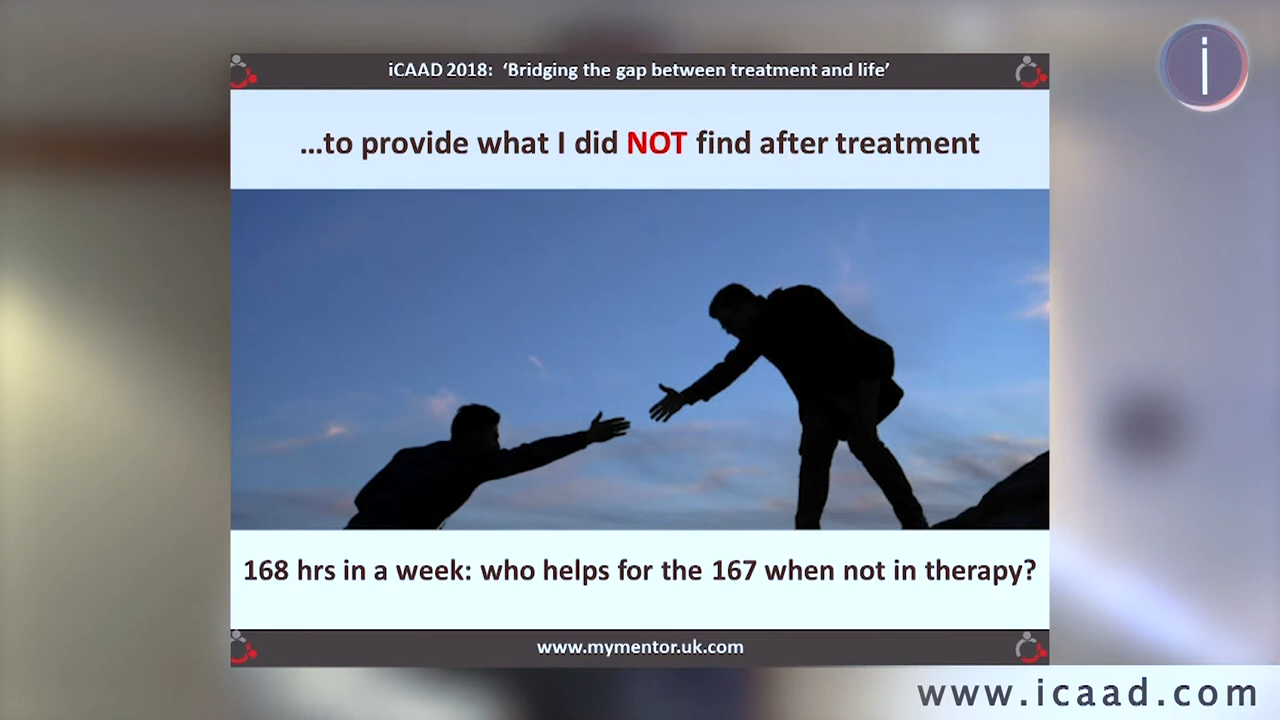 iCAAD 2018: ‘Bridging the gap between treatment and life’
i
...to provide what I did NOT find after treatment
168 hrs in a week: who helps for the 167 when not in therapy?
www.mymentor.uk.com
www.icaad.com